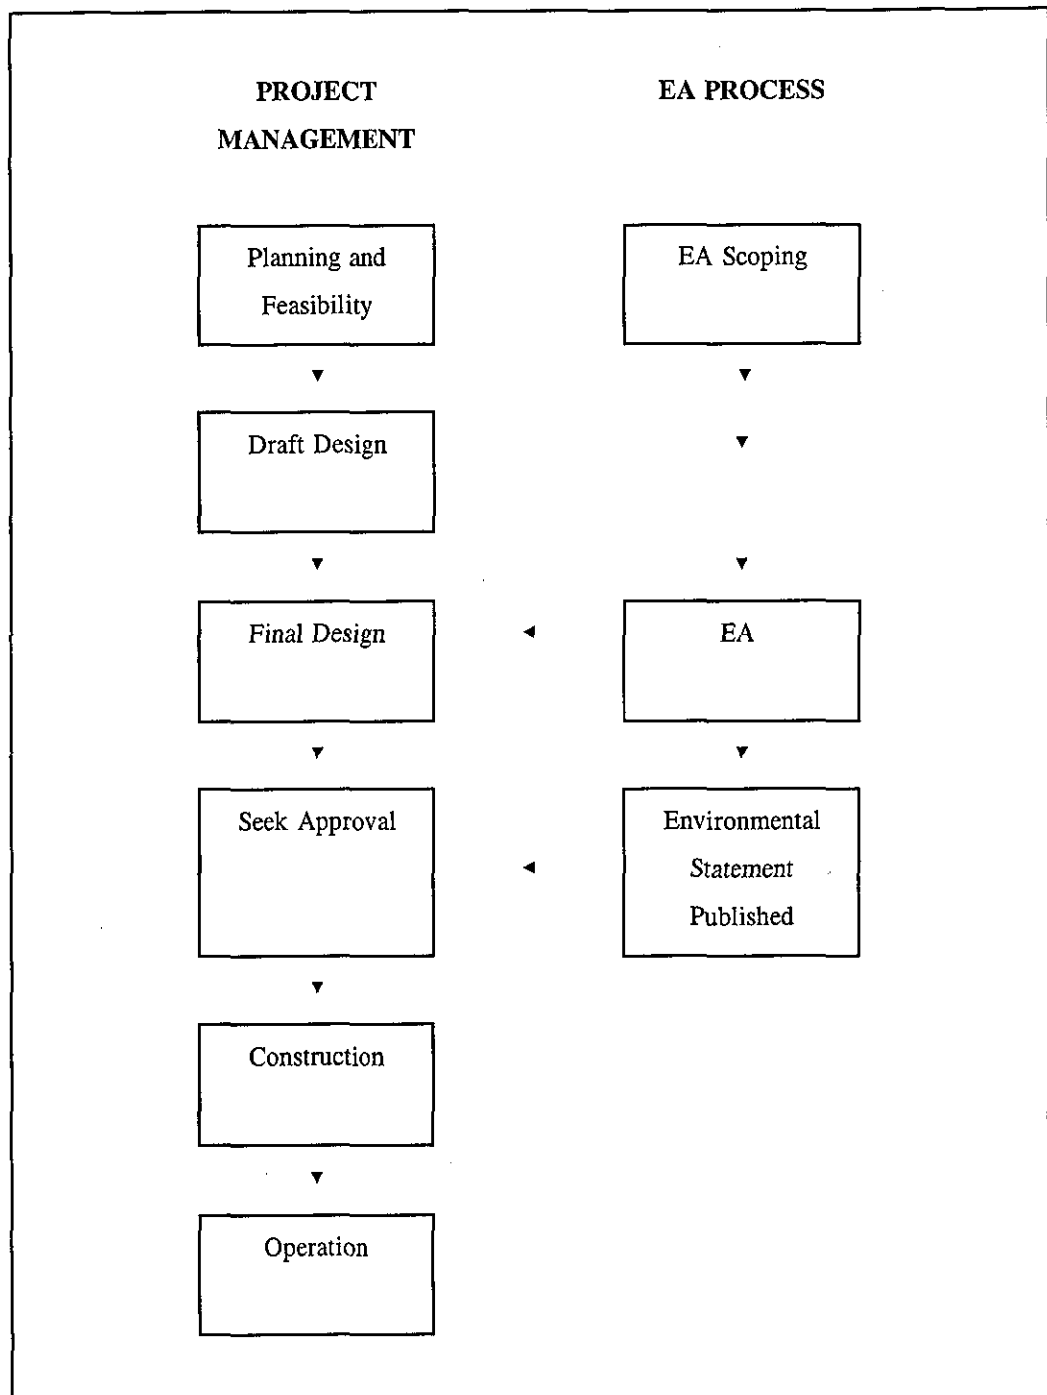 PROJECT
MANAGEMENT
EA PROCESS
Planning and
Feasibility
EA Scoping
Draft Design
Final Design
EA
Seek Approval
Environmental
Statement
Published
Construction
Operation